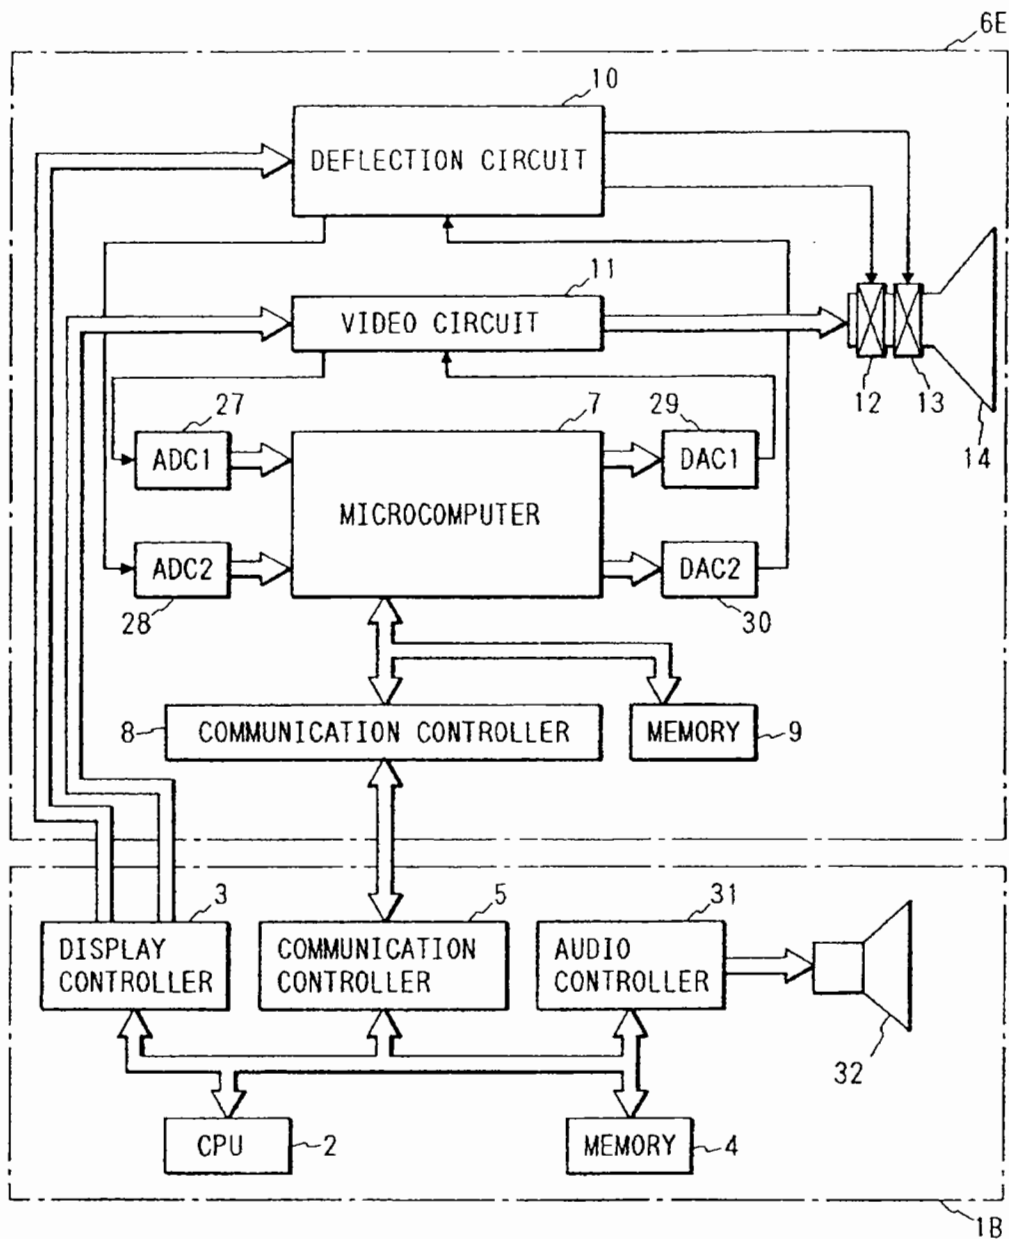 6E
10
DEFLECTION CIRCUIT
11
VIDEO CIRCUIT
12
13
14
27
7
29
ADC1
DAC1
MICROCOMPUTER
ADC2
DAC2
28
30
8
COMMUNICATION CONTROLLER
MEMORY
9
3
5
31
DISPLAY
CONTROLLER
COMMUNICATION
CONTROLLER
AUDIO
CONTROLLER
32
CPU
2
MEMORY
4
1B